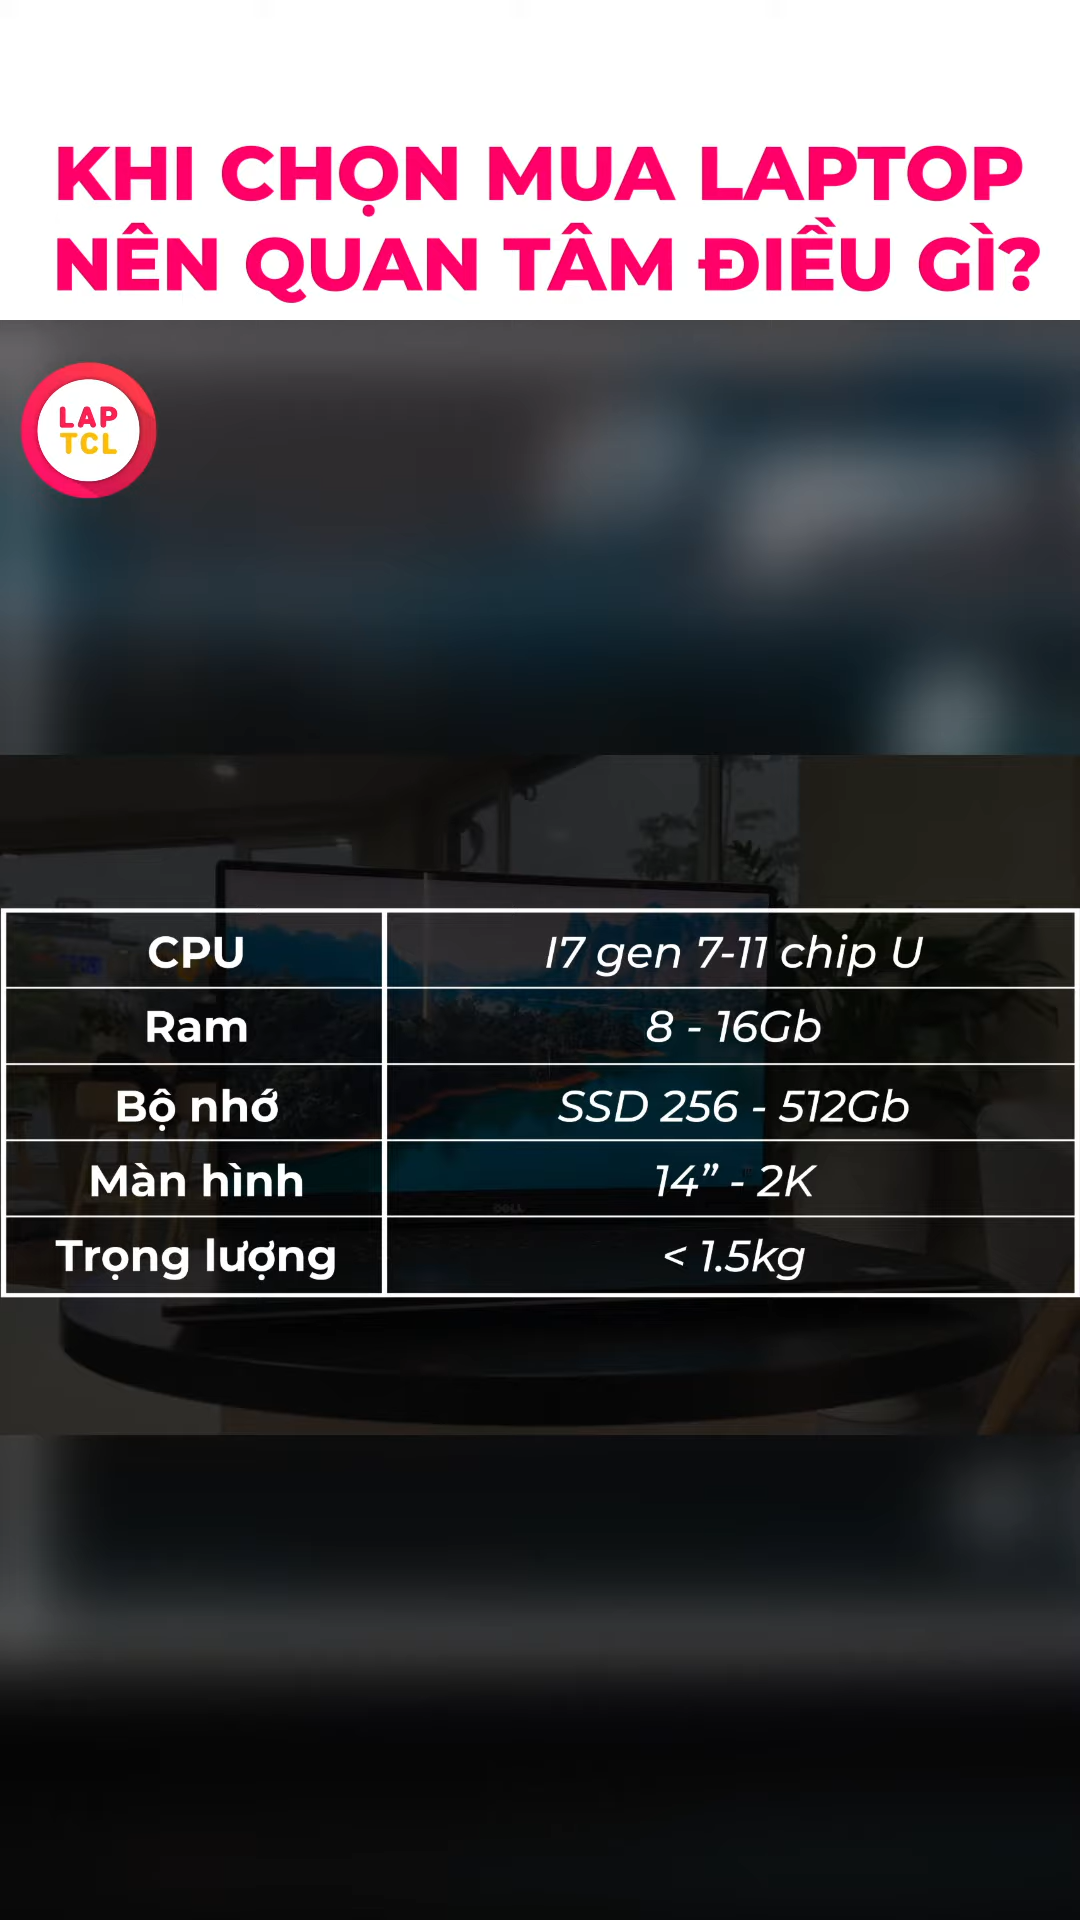 KHI CHỌN MUA LAPTOP
NÊN QUAN TÂM ĐIỀU GÌ?
LAP
TCL
CPU I7 gen 7-11 chip U
Ram 8 - 16Gb
Bộ nhớ SSD 256 - 512Gb
Màn hình 14” - 2K
Trọng lượng < 1.5kg
DELL